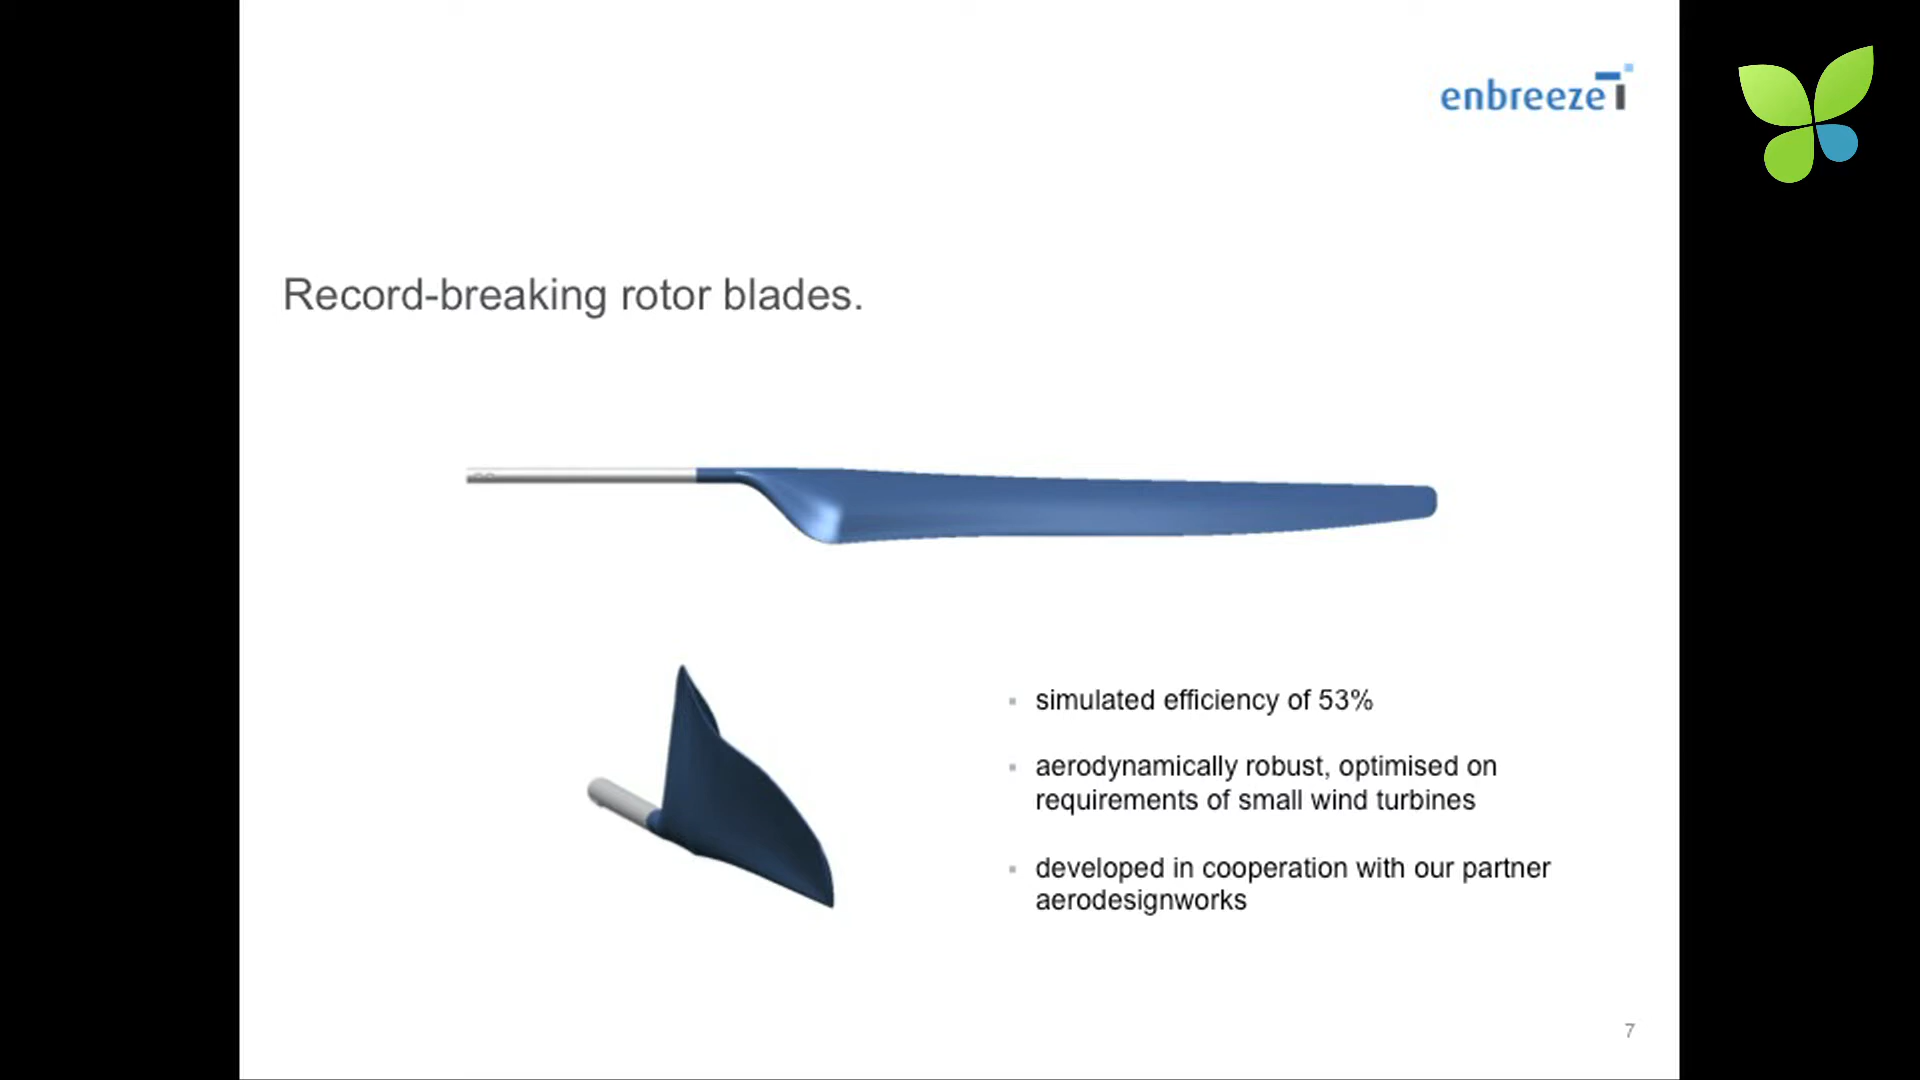 enbreeze
Record-breaking rotor blades.
simulated efficiency of 53%
aerodynamically robust, optimised on
requirements of small wind turbines
developed in cooperation with our partner
aerodesignworks
7